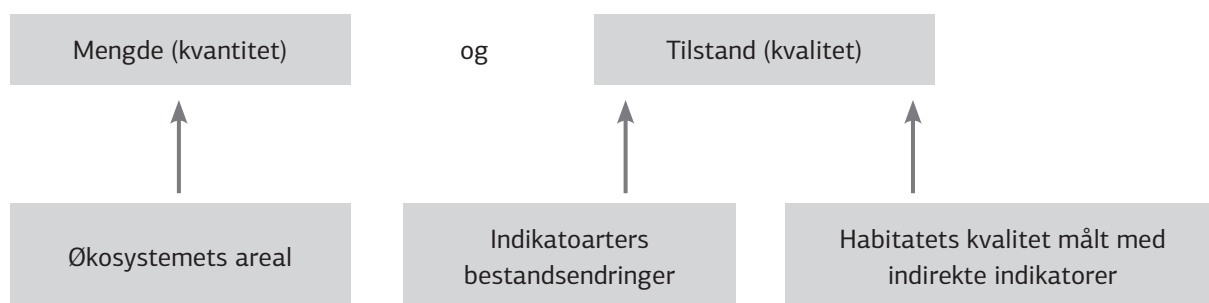 Mengde (kvantitet)
og
Tilstand (kvalitet)
Økosystemets areal
Indikatoarters
bestandsendringer
Habitatets kvalitet målt med
indirekte indikatorer